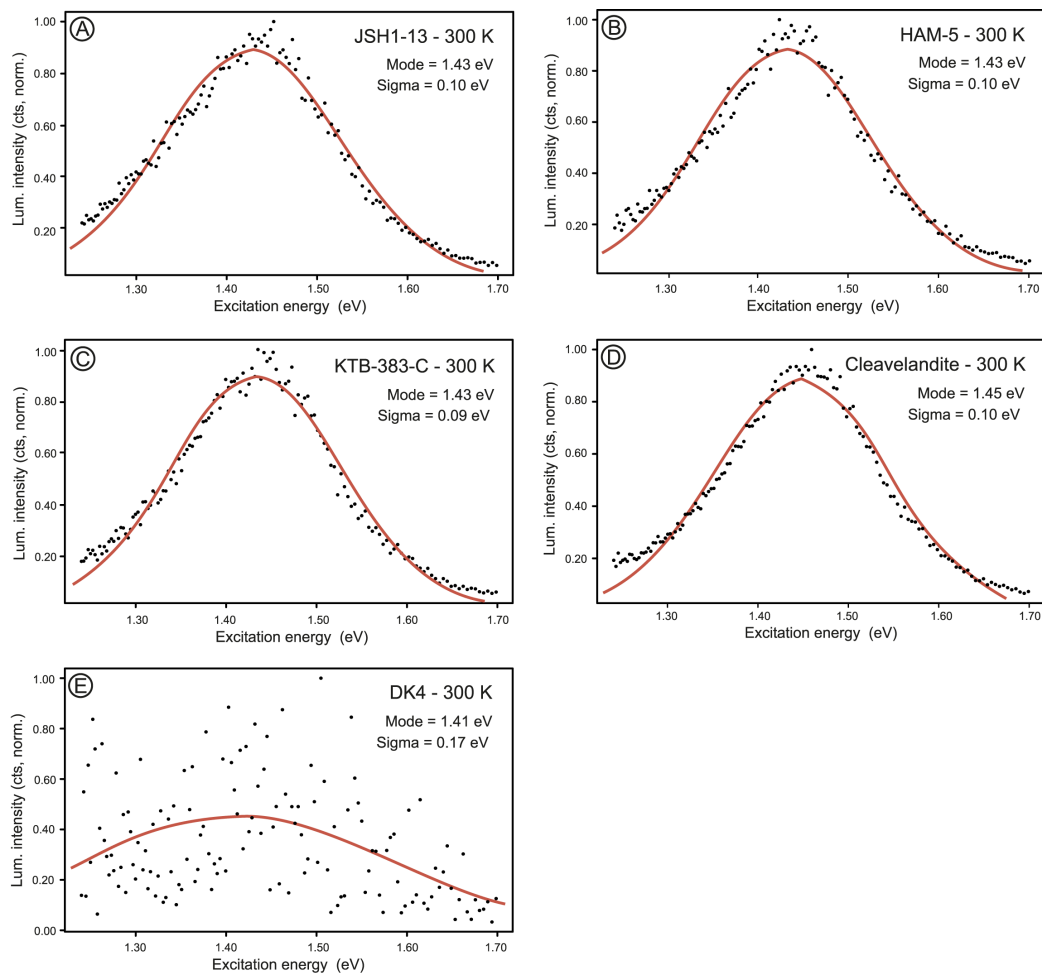 A
JSH1-13 - 300 K
Mode = 1.43 eV
Sigma = 0.10 eV
Lum. intensity (cts, norm.)
1.00
0.80
0.60
0.40
0.20
1.30 1.40 1.50 1.60 1.70
Excitation energy (eV)
B
HAM-5 - 300 K
Mode = 1.43 eV
Sigma = 0.10 eV
Lum. intensity (cts, norm.)
1.00
0.80
0.60
0.40
0.20
1.30 1.40 1.50 1.60 1.70
Excitation energy (eV)
C
KTB-383-C - 300 K
Mode = 1.43 eV
Sigma = 0.09 eV
Lum. intensity (cts, norm.)
1.00
0.80
0.60
0.40
0.20
1.30 1.40 1.50 1.60 1.70
Excitation energy (eV)
D
Cleavelandite - 300 K
Mode = 1.45 eV
Sigma = 0.10 eV
Lum. intensity (cts, norm.)
1.00
0.80
0.60
0.40
0.20
1.30 1.40 1.50 1.60 1.70
Excitation energy (eV)
E
DK4 - 300 K
Mode = 1.41 eV
Sigma = 0.17 eV
Lum. intensity (cts, norm.)
1.00
0.80
0.60
0.40
0.20
0.00
1.30 1.40 1.50 1.60 1.70
Excitation energy (eV)